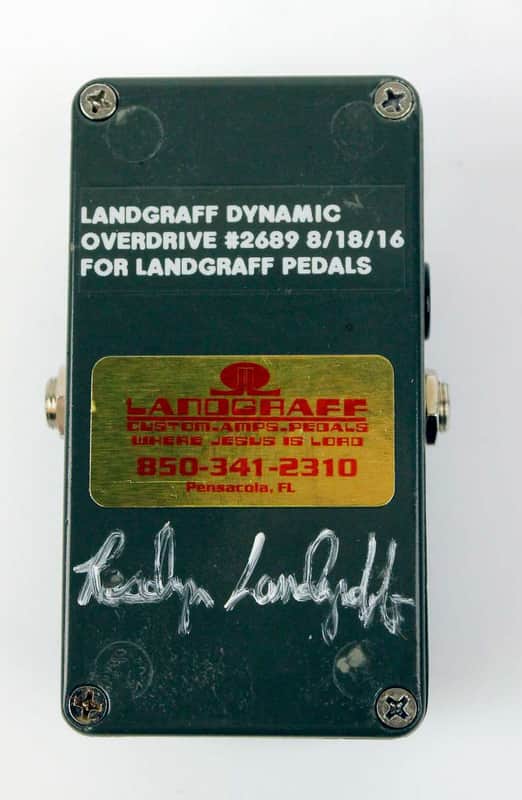 LANDGRAFF DYNAMIC
OVERDRIVE #2689 8/18/16
FOR LANDGRAFF PEDALS
LANDGRAFF
CUSTOM-AMPS-PEDALS
WHERE JESUS IS LORD
850-341-2310
Pensacola, FL
Landgraff